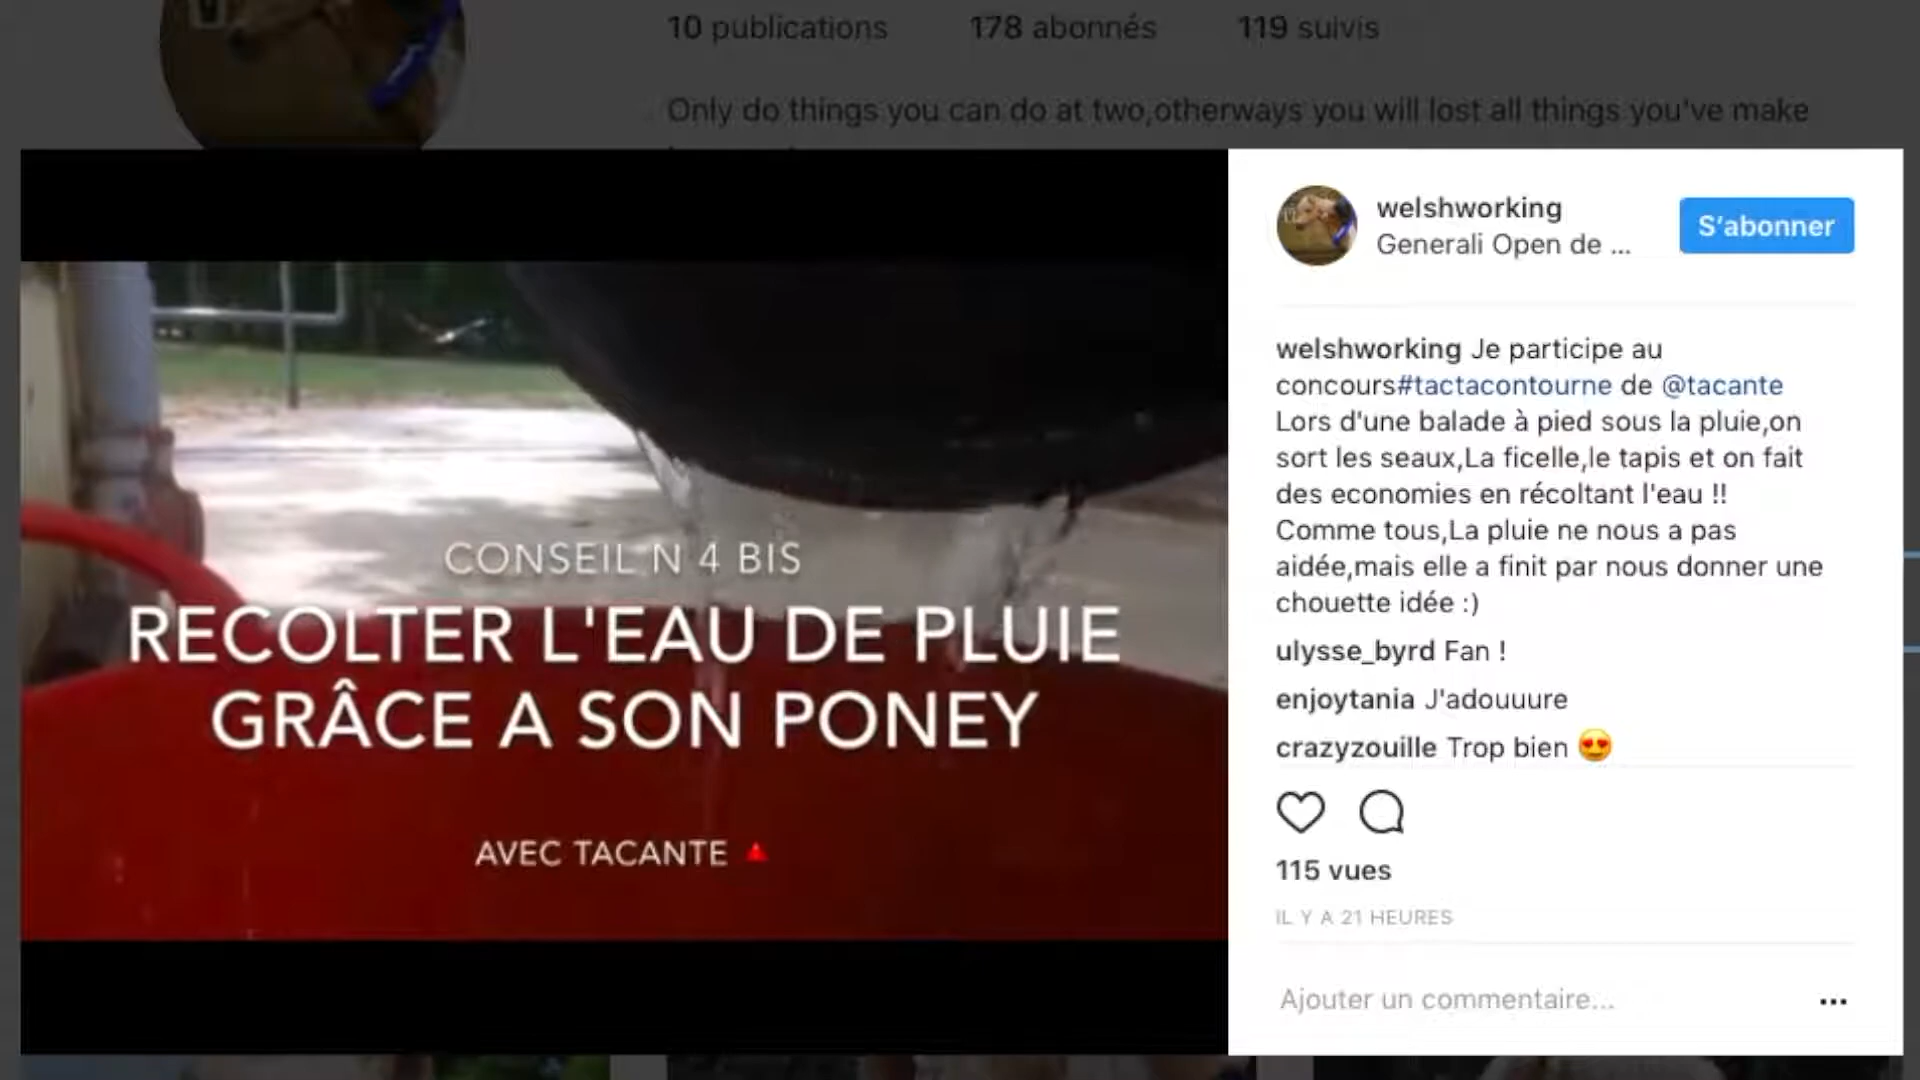 10 publications 178 abonnés 119 suivis
Only do things you can do at two,otherways you will lost all things you've make
welshworking
Generali Open de ...
S'abonner
CONSEIL N 4 BIS
RECOLTER L'EAU DE PLUIE
GRÂCE A SON PONEY
AVEC TACANTE
welshworking Je participe au
concours#tactacontourne de @tacante
Lors d'une balade à pied sous la pluie,on
sort les seaux,La ficelle,le tapis et on fait
des economies en récoltant l'eau !!
Comme tous,La pluie ne nous a pas
aidée,mais elle a finit par nous donner une
chouette idée :)
ulysse_byrd Fan !
enjoytania J'adouuure
crazyzouille Trop bien 😍
115 vues
IL Y A 21 HEURES
Ajouter un commentaire...